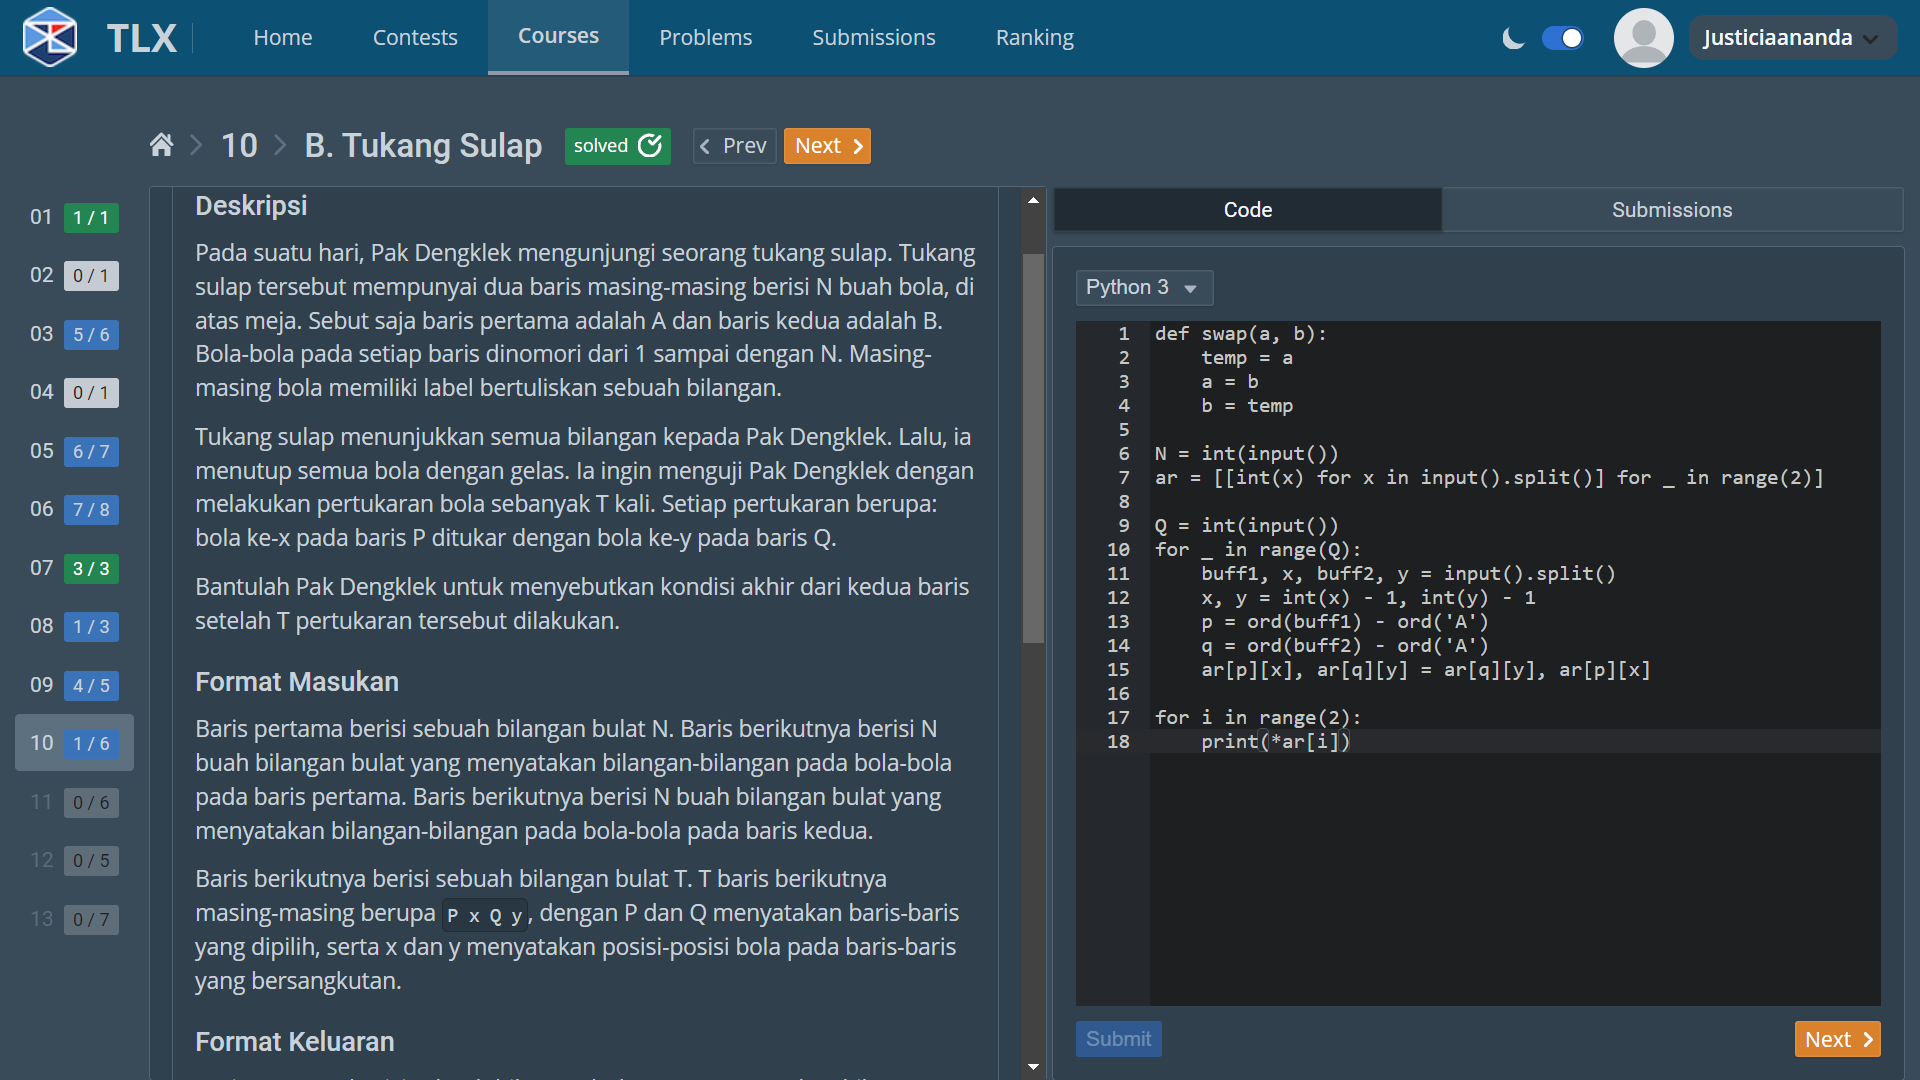 TLX
Home
Contests
Courses
Problems
Submissions
Ranking
Justiciaananda
10
B. Tukang Sulap
solved
Prev
Next
01 1 / 1
02 0 / 1
03 5 / 6
04 0 / 1
05 6 / 7
06 7 / 8
07 3 / 3
08 1 / 3
09 4 / 5
10 1 / 6
11 0 / 6
12 0 / 5
13 0 / 7
Deskripsi
Pada suatu hari, Pak Dengklek mengunjungi seorang tukang sulap. Tukang
sulap tersebut mempunyai dua baris masing-masing berisi N buah bola, di
atas meja. Sebut saja baris pertama adalah A dan baris kedua adalah B.
Bola-bola pada setiap baris dinomori dari 1 sampai dengan N. Masing-
masing bola memiliki label bertuliskan sebuah bilangan.
Tukang sulap menunjukkan semua bilangan kepada Pak Dengklek. Lalu, ia
menutup semua bola dengan gelas. Ia ingin menguji Pak Dengklek dengan
melakukan pertukaran bola sebanyak T kali. Setiap pertukaran berupa:
bola ke-x pada baris P ditukar dengan bola ke-y pada baris Q.
Bantulah Pak Dengklek untuk menyebutkan kondisi akhir dari kedua baris
setelah T pertukaran tersebut dilakukan.
Format Masukan
Baris pertama berisi sebuah bilangan bulat N. Baris berikutnya berisi N
buah bilangan bulat yang menyatakan bilangan-bilangan pada bola-bola
pada baris pertama. Baris berikutnya berisi N buah bilangan bulat yang
menyatakan bilangan-bilangan pada bola-bola pada baris kedua.
Baris berikutnya berisi sebuah bilangan bulat T. T baris berikutnya
masing-masing berupa P x Q y, dengan P dan Q menyatakan baris-baris
yang dipilih, serta x dan y menyatakan posisi-posisi bola pada baris-baris
yang bersangkutan.
Format Keluaran
Code
Submissions
Python 3
1 def swap(a, b):
2     temp = a
3     a = b
4     b = temp
5
6 N = int(input())
7 ar = [[int(x) for x in input().split()] for _ in range(2)]
8
9 Q = int(input())
10 for _ in range(Q):
11     buff1, x, buff2, y = input().split()
12     x, y = int(x) - 1, int(y) - 1
13     p = ord(buff1) - ord('A')
14     q = ord(buff2) - ord('A')
15     ar[p][x], ar[q][y] = ar[q][y], ar[p][x]
16
17 for i in range(2):
18     print(*ar[i])
Submit
Next